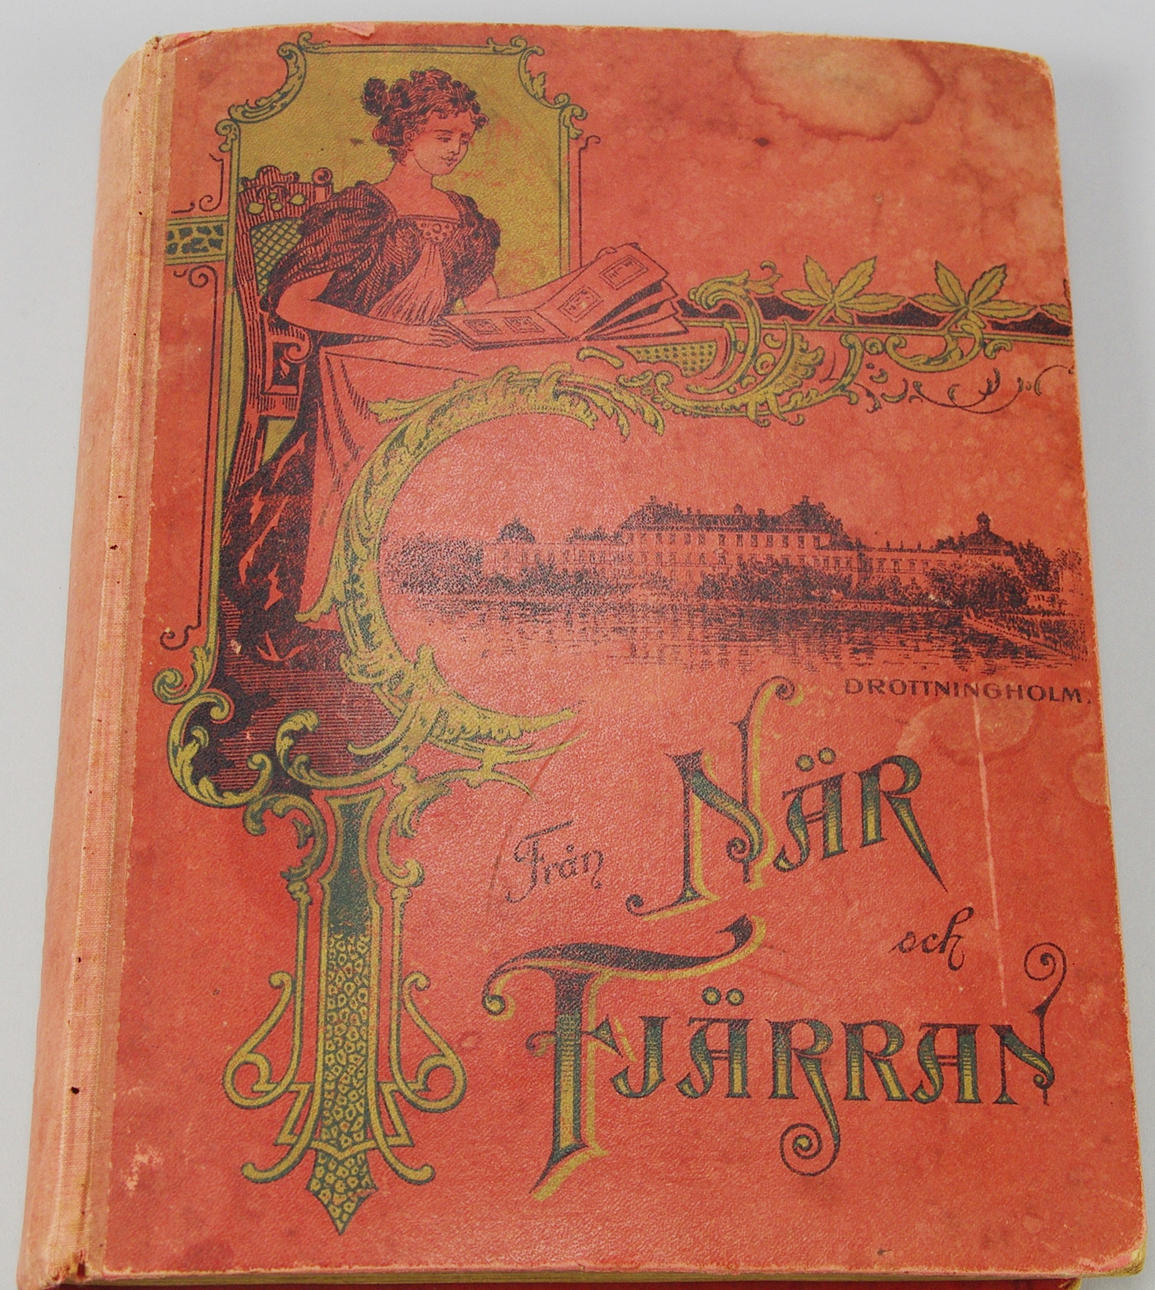 DROTTNINGHOLM.
Från NÄR
och
FJÄRRAN